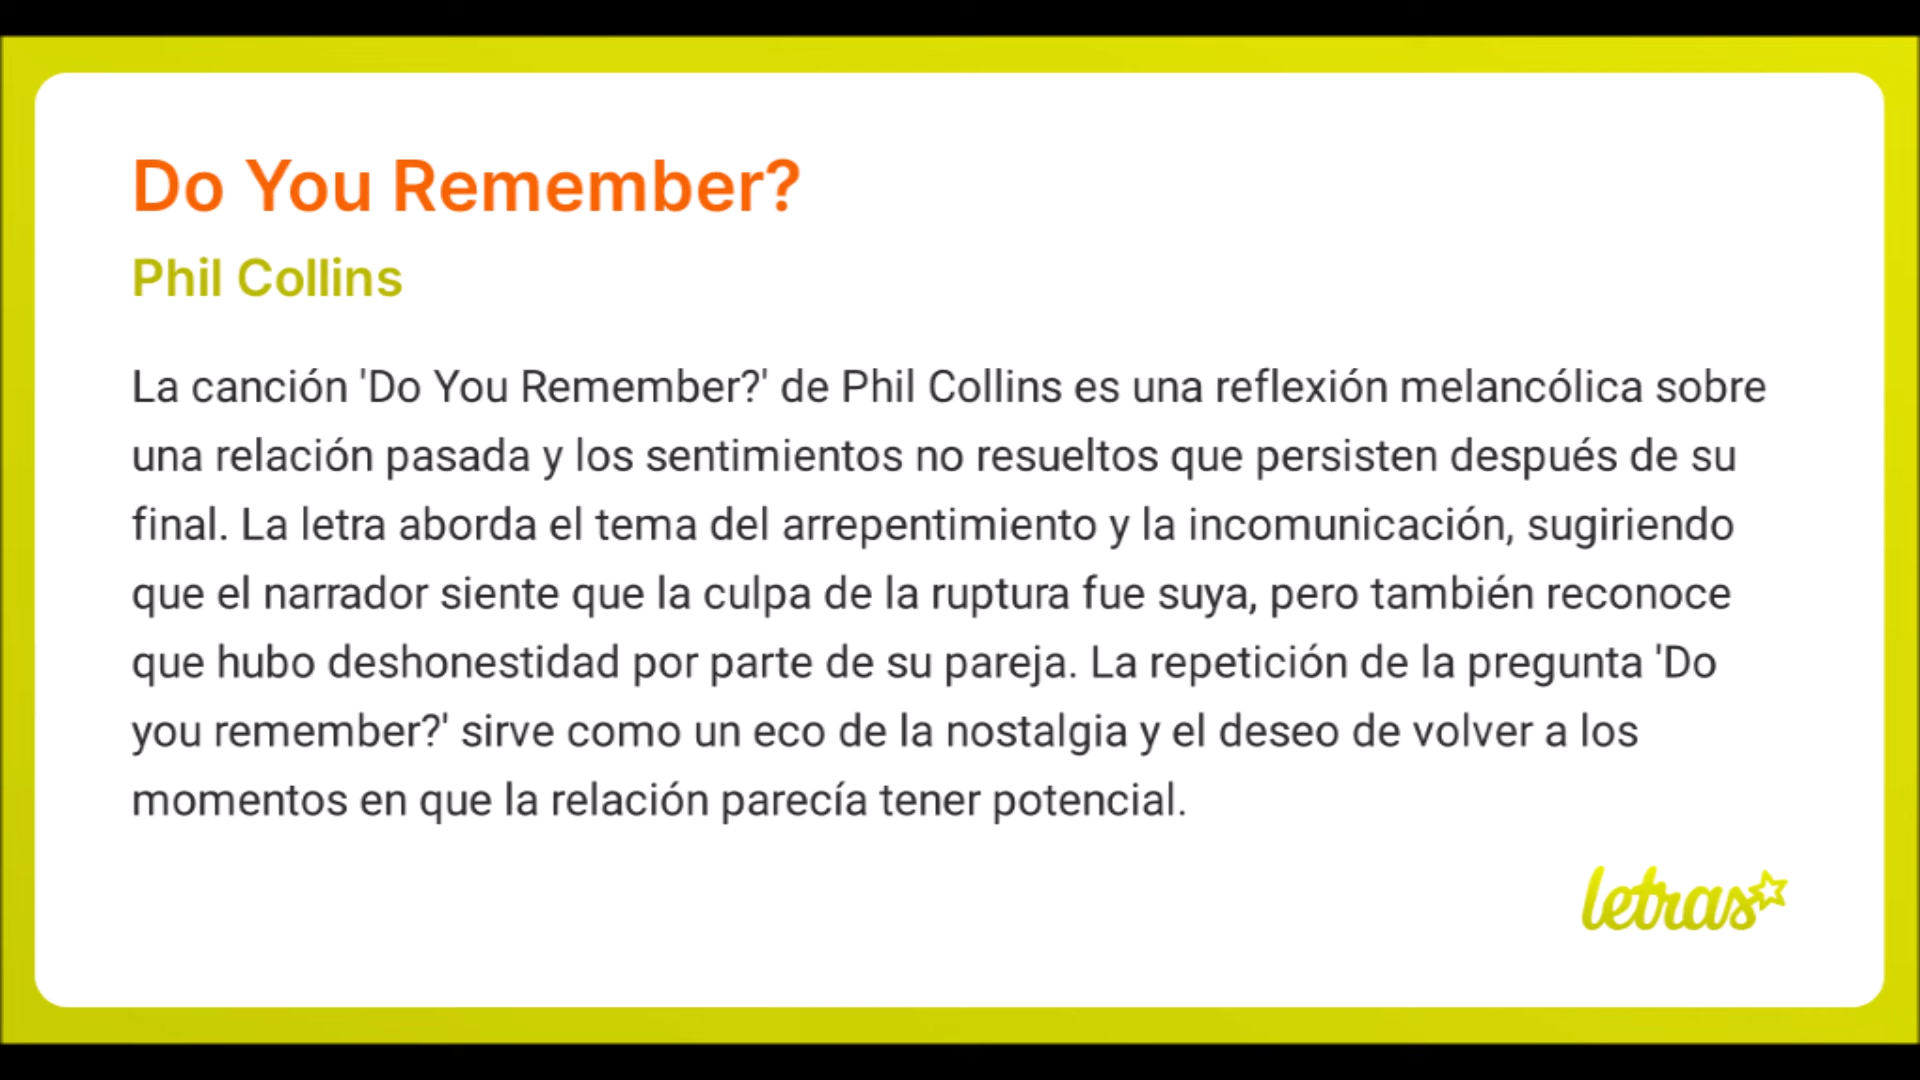 Do You Remember?
Phil Collins
La canción 'Do You Remember?' de Phil Collins es una reflexión melancólica sobre
una relación pasada y los sentimientos no resueltos que persisten después de su
final. La letra aborda el tema del arrepentimiento y la incomunicación, sugiriendo
que el narrador siente que la culpa de la ruptura fue suya, pero también reconoce
que hubo deshonestidad por parte de su pareja. La repetición de la pregunta 'Do
you remember?' sirve como un eco de la nostalgia y el deseo de volver a los
momentos en que la relación parecía tener potencial.
letras